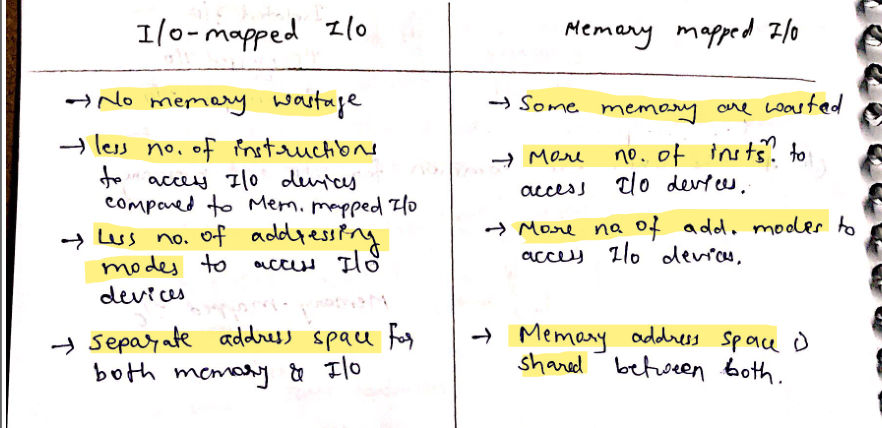 I/O-mapped I/O
→ No memory wastage
→ less no. of instructions
to access I/O devices
compared to Mem. mapped I/O
→ Less no. of addressing
modes to access I/O
devices
→ Separate address space for
both memory & I/O
Memory mapped I/O
→ Some memory are wasted
→ More no. of instsⁿ. to
access I/O devices.
→ More no of add. modes to
access I/O devices.
→ Memory address space is
shared between both.